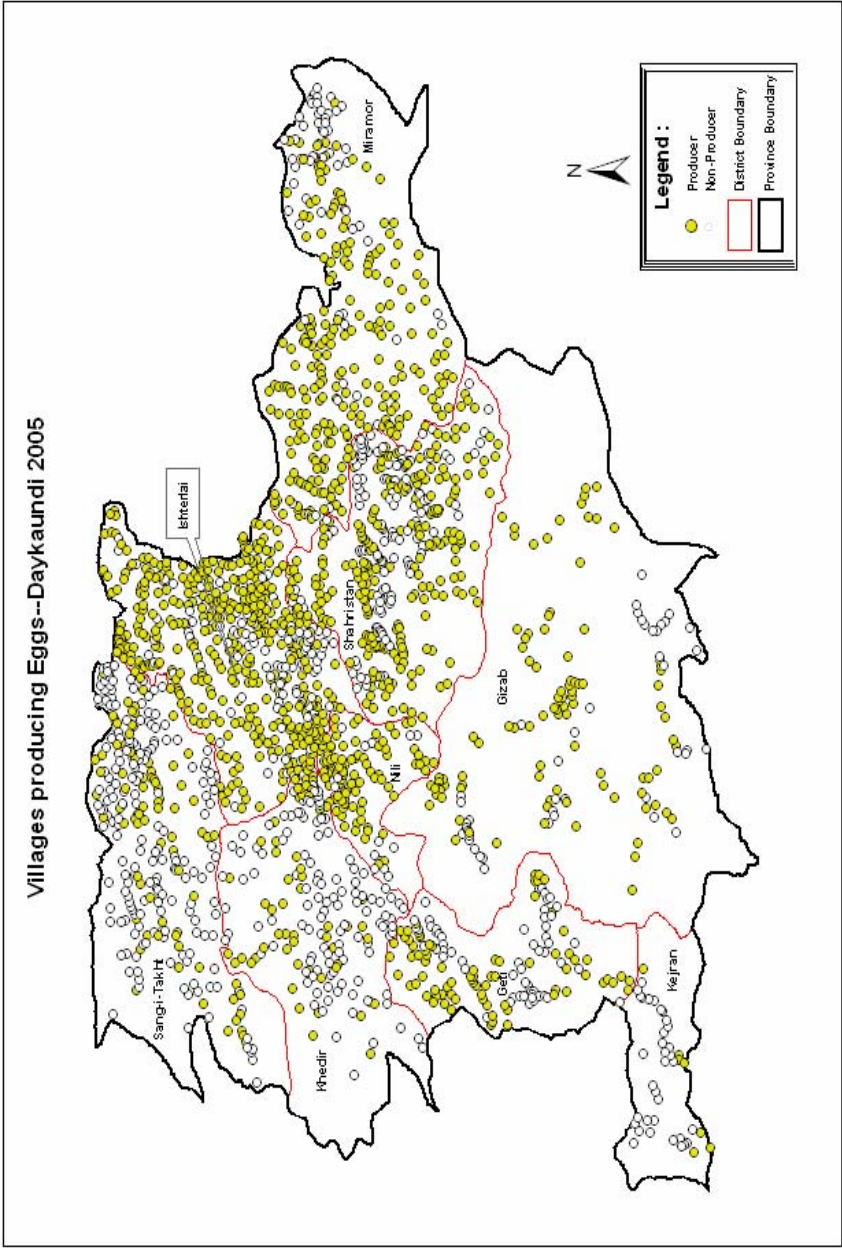 Villages producing Eggs--Daykaundi 2005
Ishterlai
Miramor
Sang-i-Takht
Shahristan
Khedir
Nili
Gizab
Geti
Kejran
N
Legend :
Producer
Non-Producer
District Boundary
Province Boundary